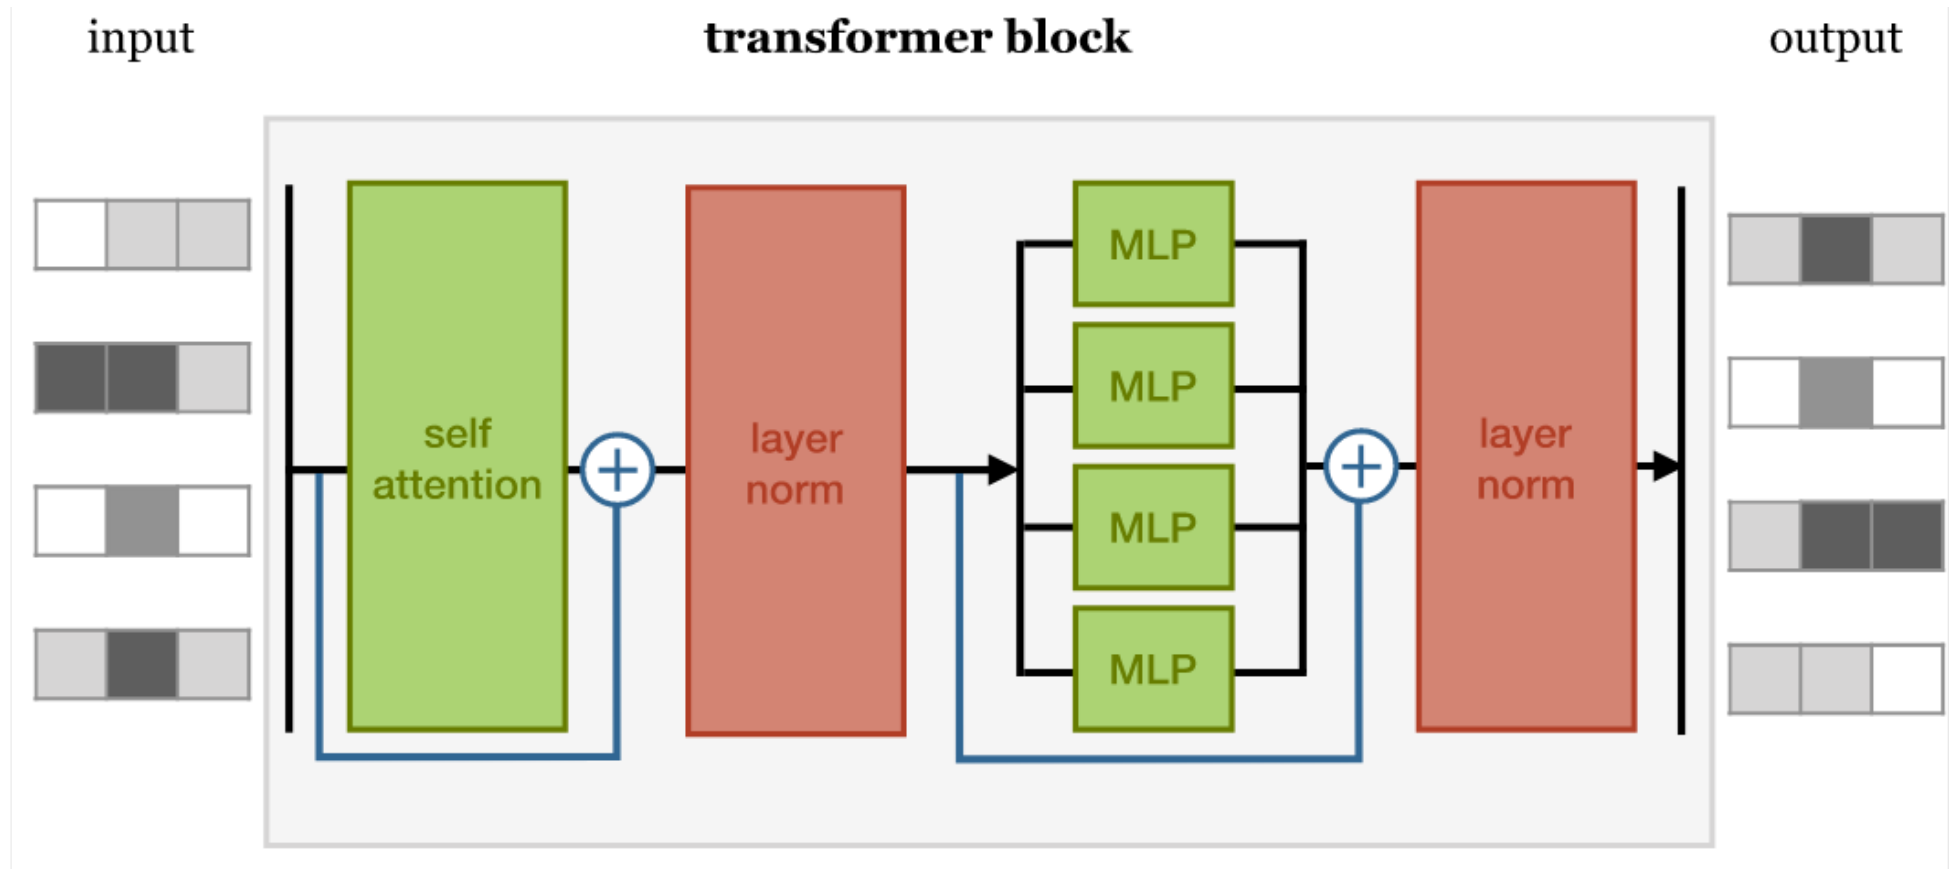 input
transformer block
output
self
attention
layer
norm
MLP
MLP
MLP
MLP
layer
norm